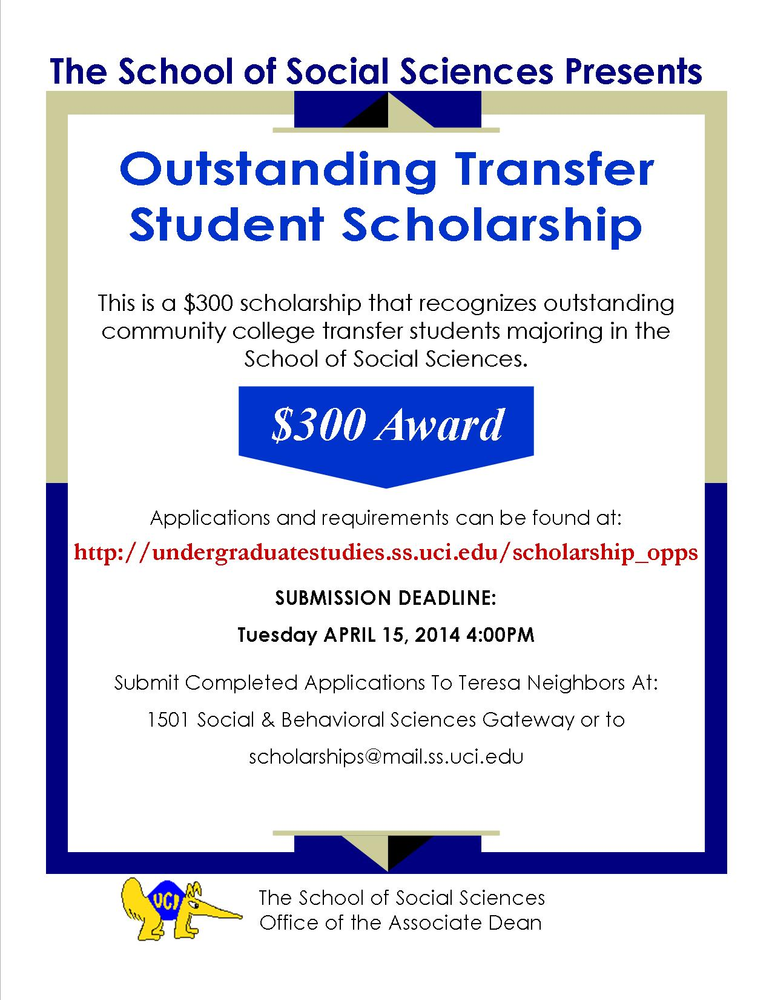 The School of Social Sciences Presents
Outstanding Transfer
Student Scholarship
This is a $300 scholarship that recognizes outstanding
community college transfer students majoring in the
School of Social Sciences.
$300 Award
Applications and requirements can be found at:
http://undergraduatestudies.ss.uci.edu/scholarship_opps
SUBMISSION DEADLINE:
Tuesday APRIL 15, 2014 4:00PM
Submit Completed Applications To Teresa Neighbors At:
1501 Social & Behavioral Sciences Gateway or to
scholarships@mail.ss.uci.edu
UCI
The School of Social Sciences
Office of the Associate Dean